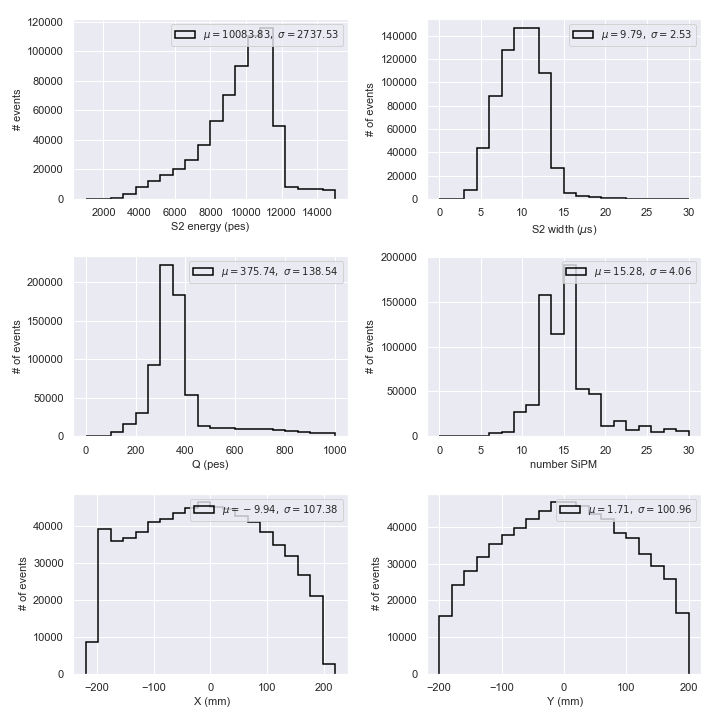 μ = 10083.83, σ = 2737.53
120000
100000
80000
60000
40000
20000
0
# events
2000 4000 6000 8000 10000 12000 14000
S2 energy (pes)
μ = 9.79, σ = 2.53
140000
120000
100000
80000
60000
40000
20000
0
# of events
0 5 10 15 20 25 30
S2 width (μs)
μ = 375.74, σ = 138.54
200000
150000
100000
50000
0
# of events
0 200 400 600 800 1000
Q (pes)
μ = 15.28, σ = 4.06
200000
150000
100000
50000
0
# of events
0 5 10 15 20 25 30
number SiPM
μ = −9.94, σ = 107.38
40000
30000
20000
10000
0
# of events
−200 −100 0 100 200
X (mm)
μ = 1.71, σ = 100.96
40000
30000
20000
10000
0
# of events
−200 −100 0 100 200
Y (mm)